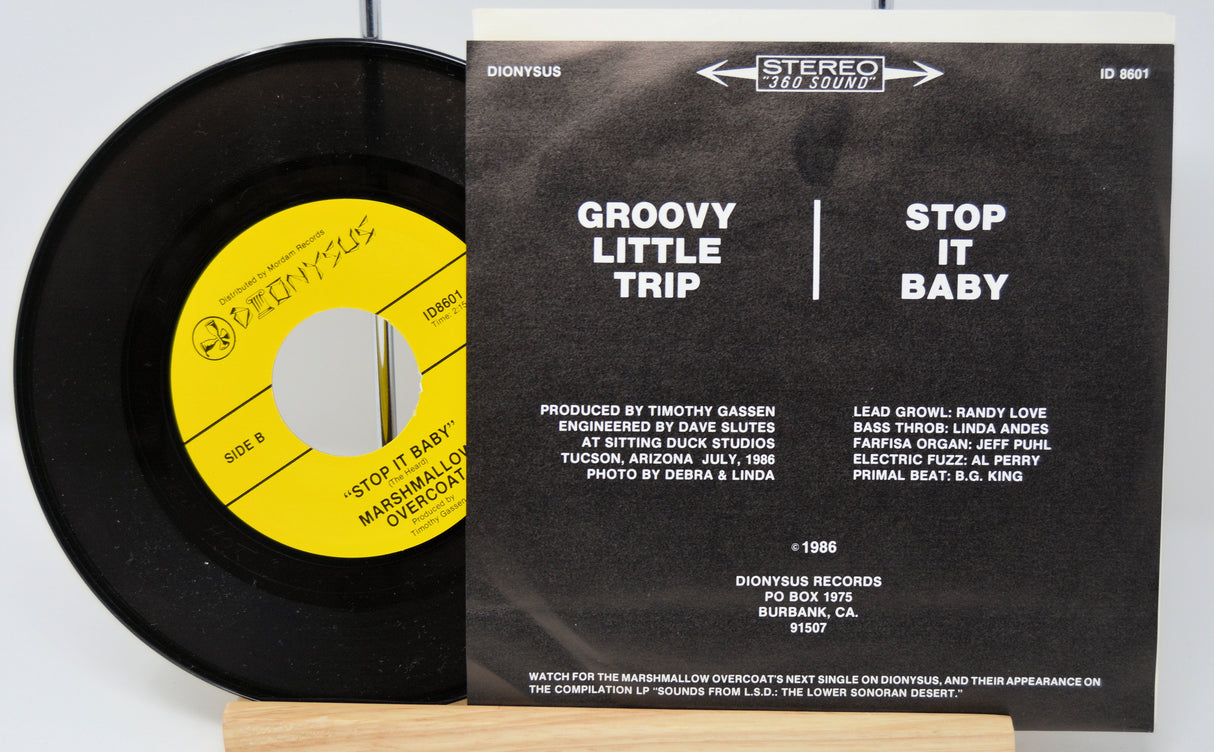 Distributed by Mordam Records
DIONYSUS
ID8601
Time: 2:15
SIDE B
“STOP IT BABY”
(The Heard)
MARSHMALLOW
OVERCOAT
Produced by
Timothy Gassen
DIONYSUS
STEREO
"360 SOUND"
ID 8601
GROOVY
LITTLE
TRIP
STOP
IT
BABY
PRODUCED BY TIMOTHY GASSEN
ENGINEERED BY DAVE SLUTES
AT SITTING DUCK STUDIOS
TUCSON, ARIZONA JULY, 1986
PHOTO BY DEBRA & LINDA
LEAD GROWL: RANDY LOVE
BASS THROB: LINDA ANDES
FARFISA ORGAN: JEFF PUHL
ELECTRIC FUZZ: AL PERRY
PRIMAL BEAT: B.G. KING
© 1986
DIONYSUS RECORDS
PO BOX 1975
BURBANK, CA.
91507
WATCH FOR THE MARSHMALLOW OVERCOAT'S NEXT SINGLE ON DIONYSUS, AND THEIR APPEARANCE ON
THE COMPILATION LP “SOUNDS FROM L.S.D.: THE LOWER SONORAN DESERT.”